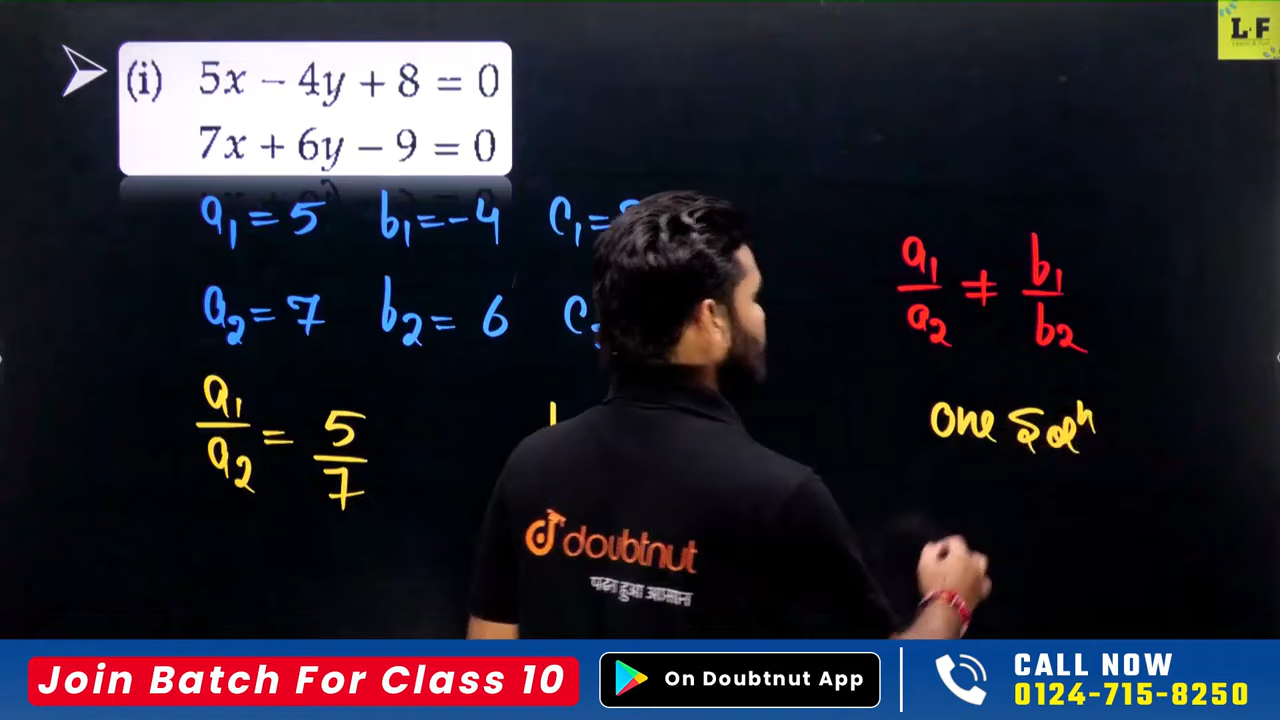 L·F
(i) 5x − 4y + 8 = 0
7x + 6y − 9 = 0
a₁ = 5 b₁ = −4 c₁ =
a₂ = 7 b₂ = 6
a₁/a₂ = 5/7
a₁/a₂ ≠ b₁/b₂
One Solⁿ
doubtnut
पढ़ना हुआ आसान
Join Batch For Class 10
On Doubtnut App
CALL NOW
0124-715-8250